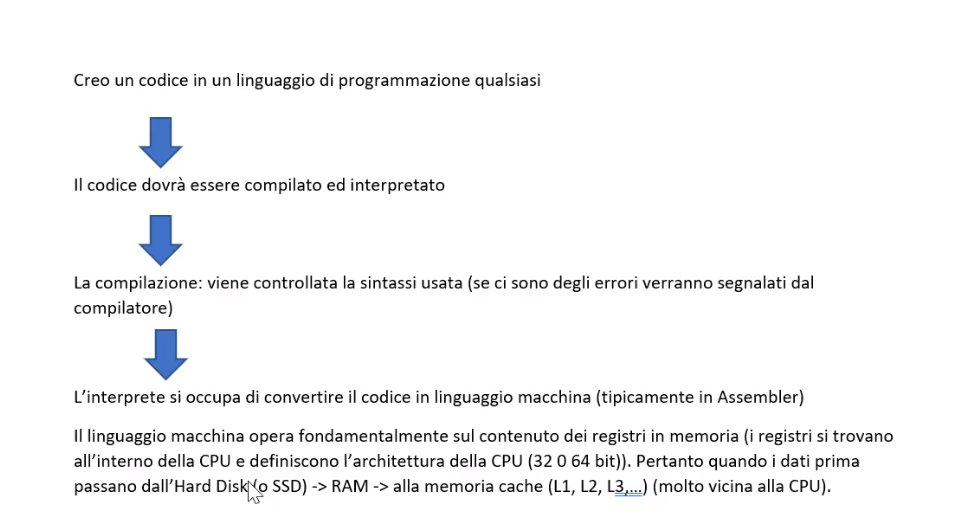 Creo un codice in un linguaggio di programmazione qualsiasi
Il codice dovrà essere compilato ed interpretato
La compilazione: viene controllata la sintassi usata (se ci sono degli errori verranno segnalati dal
compilatore)
L’interprete si occupa di convertire il codice in linguaggio macchina (tipicamente in Assembler)
Il linguaggio macchina opera fondamentalmente sul contenuto dei registri in memoria (i registri si trovano
all’interno della CPU e definiscono l’architettura della CPU (32 0 64 bit)). Pertanto quando i dati prima
passano dall’Hard Disk (o SSD) -> RAM -> alla memoria cache (L1, L2, L3,…) (molto vicina alla CPU).